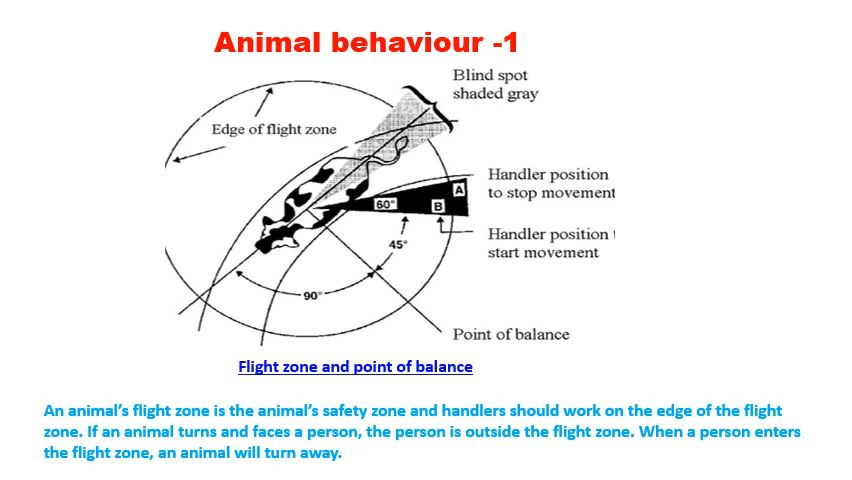 Animal behaviour -1
Blind spot
shaded gray
Edge of flight zone
Handler position
to stop movement
A
60°
B
Handler position
start movement
45°
90°
Point of balance
Flight zone and point of balance
An animal's flight zone is the animal's safety zone and handlers should work on the edge of the flight
zone. If an animal turns and faces a person, the person is outside the flight zone. When a person enters
the flight zone, an animal will turn away.